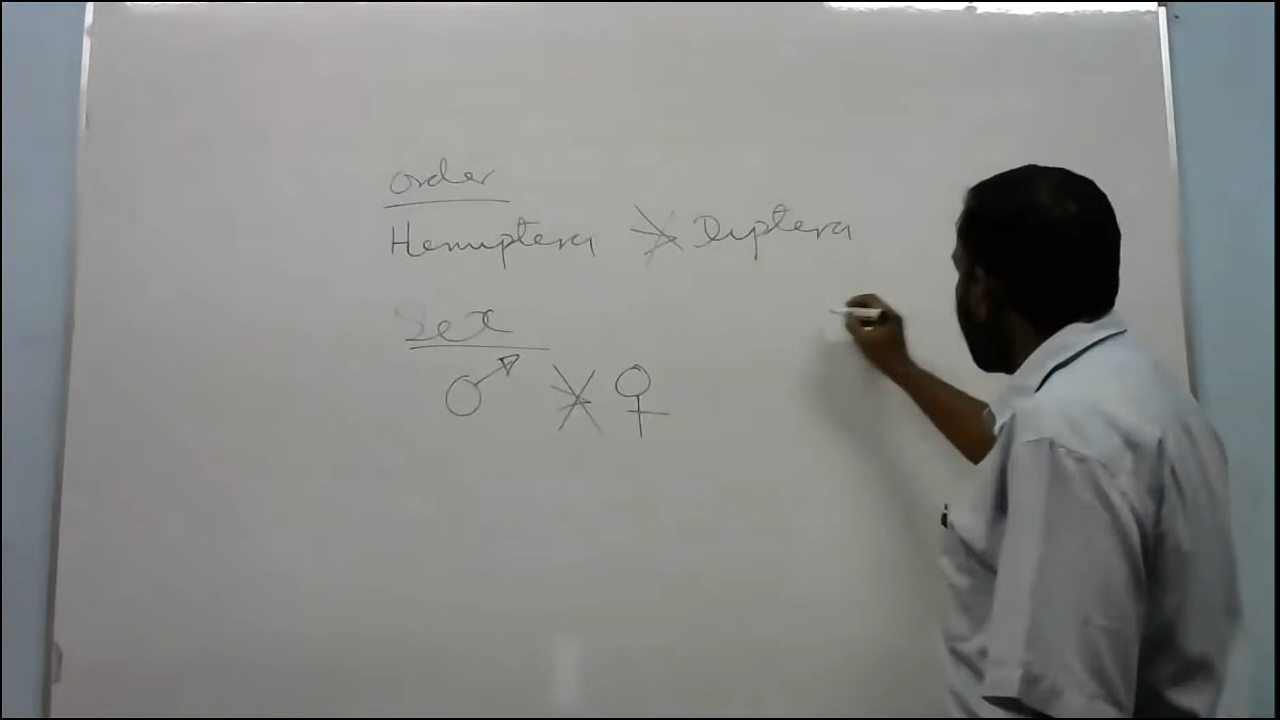 order
Hemiptera Diptera
Sex
♂ ♀